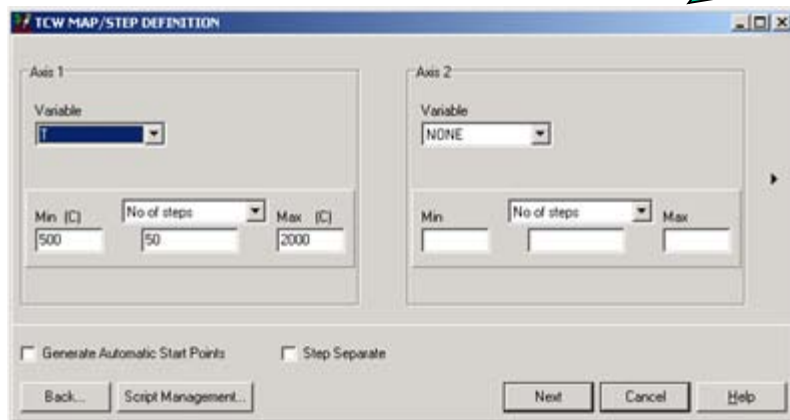 TCW MAP/STEP DEFINITION
Axis 1
Variable
T
Min (C)
No of steps
Max (C)
500
50
2000
Axis 2
Variable
NONE
Min
No of steps
Max
Generate Automatic Start Points
Step Separate
Back...
Script Management...
Next
Cancel
Help